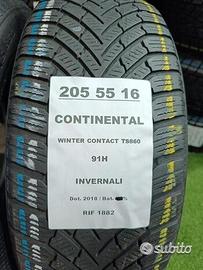 205 55 16
CONTINENTAL
WINTER CONTACT TS860
91H
INVERNALI
Dot. 2018 / Bat. %
RIF 1882
subito